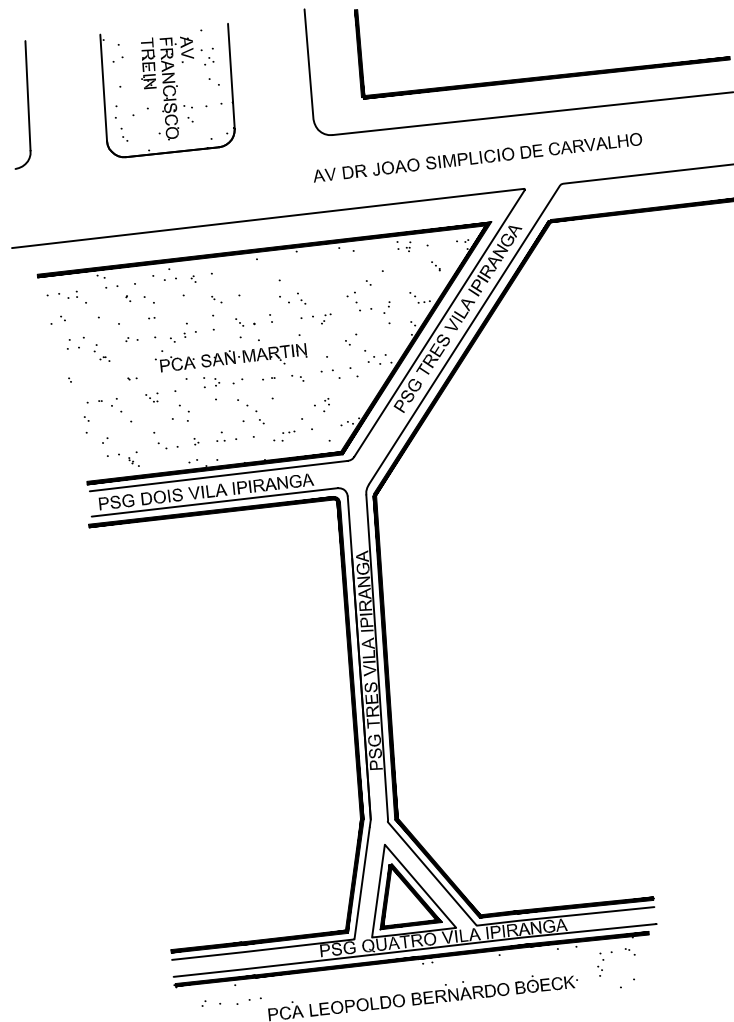 AV
FRANCISCO
TREIN
AV DR JOAO SIMPLICIO DE CARVALHO
PSG TRES VILA IPIRANGA
PCA SAN MARTIN
PSG DOIS VILA IPIRANGA
PSG TRES VILA IPIRANGA
PSG QUATRO VILA IPIRANGA
PCA LEOPOLDO BERNARDO BOECK